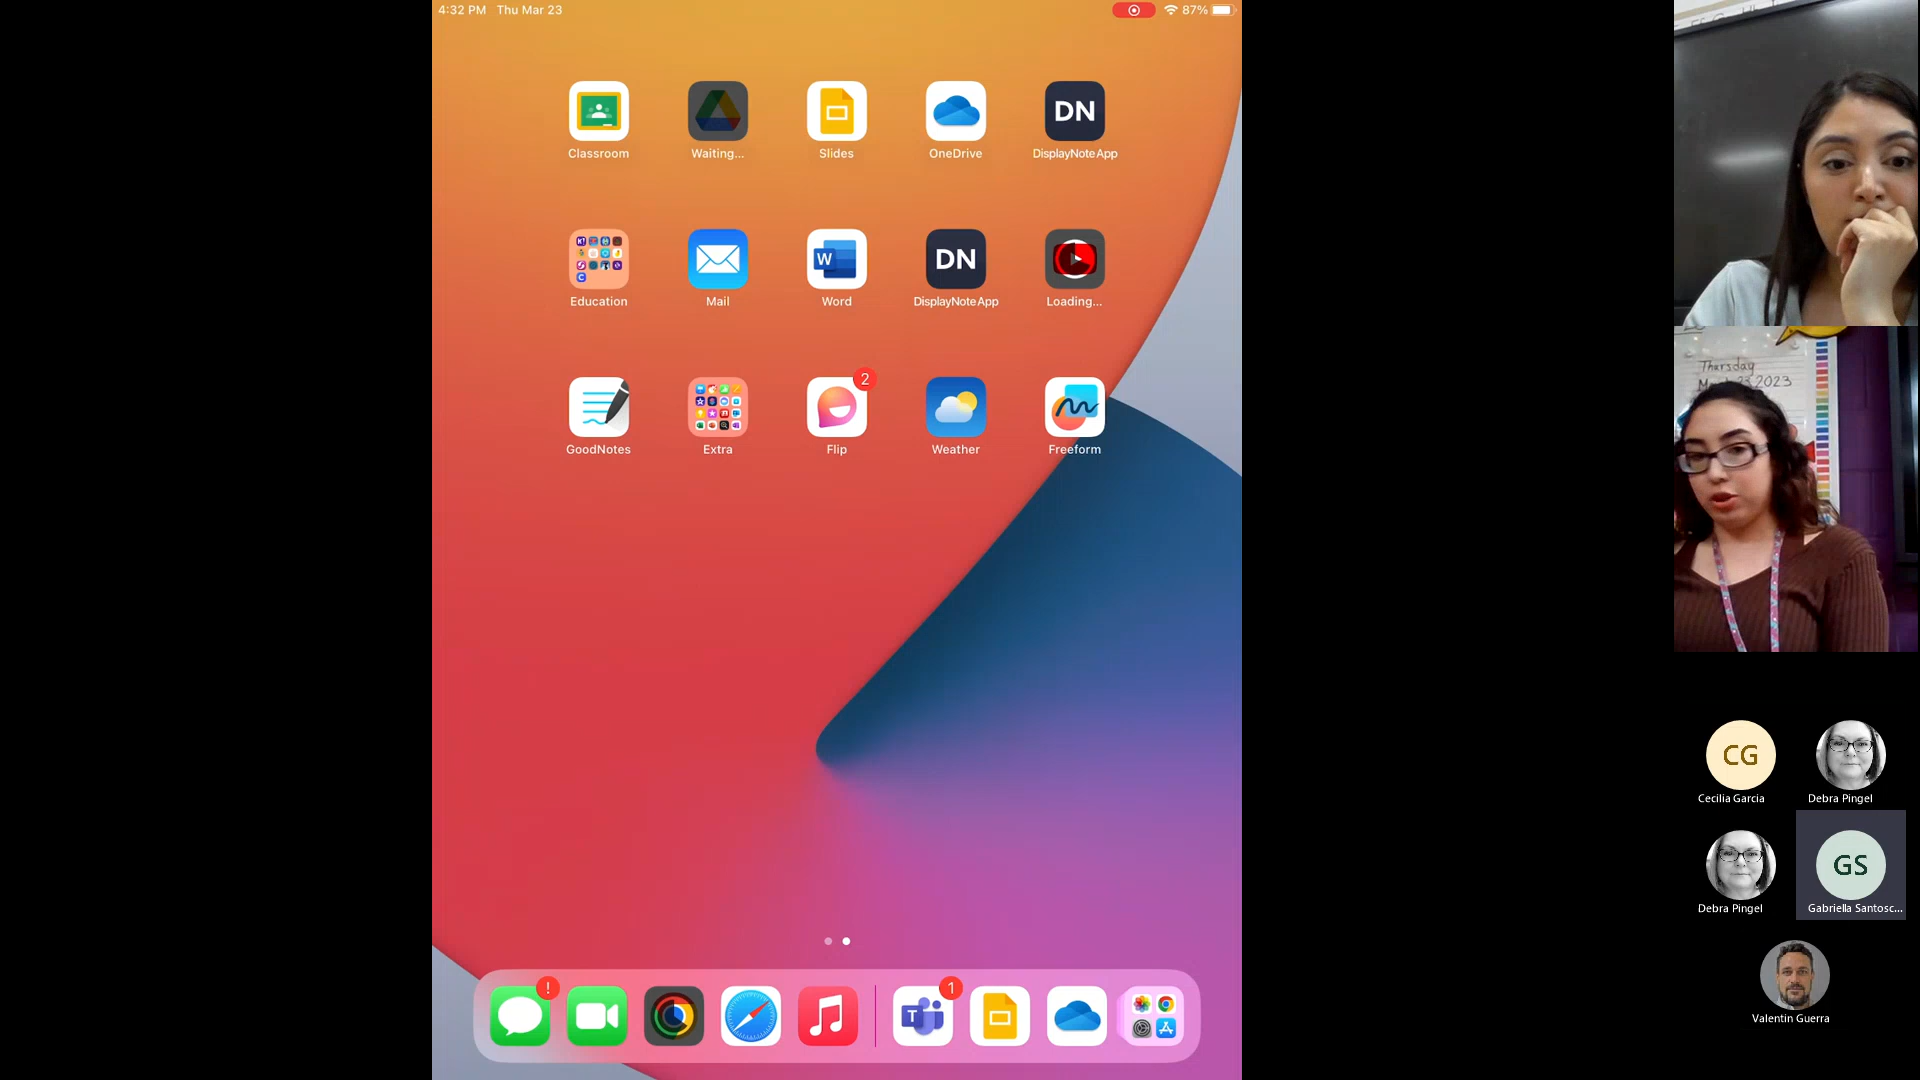 4:32 PM Thu Mar 23
87%
Classroom
Waiting...
Slides
OneDrive
DN
DisplayNote App
Education
Mail
W
Word
DN
DisplayNote App
Loading...
GoodNotes
Extra
2
Flip
Weather
Freeform
!
1
T
Thursday
2023
CG
Cecilia Garcia
Debra Pingel
Debra Pingel
GS
Gabriella Santosc...
Valentin Guerra